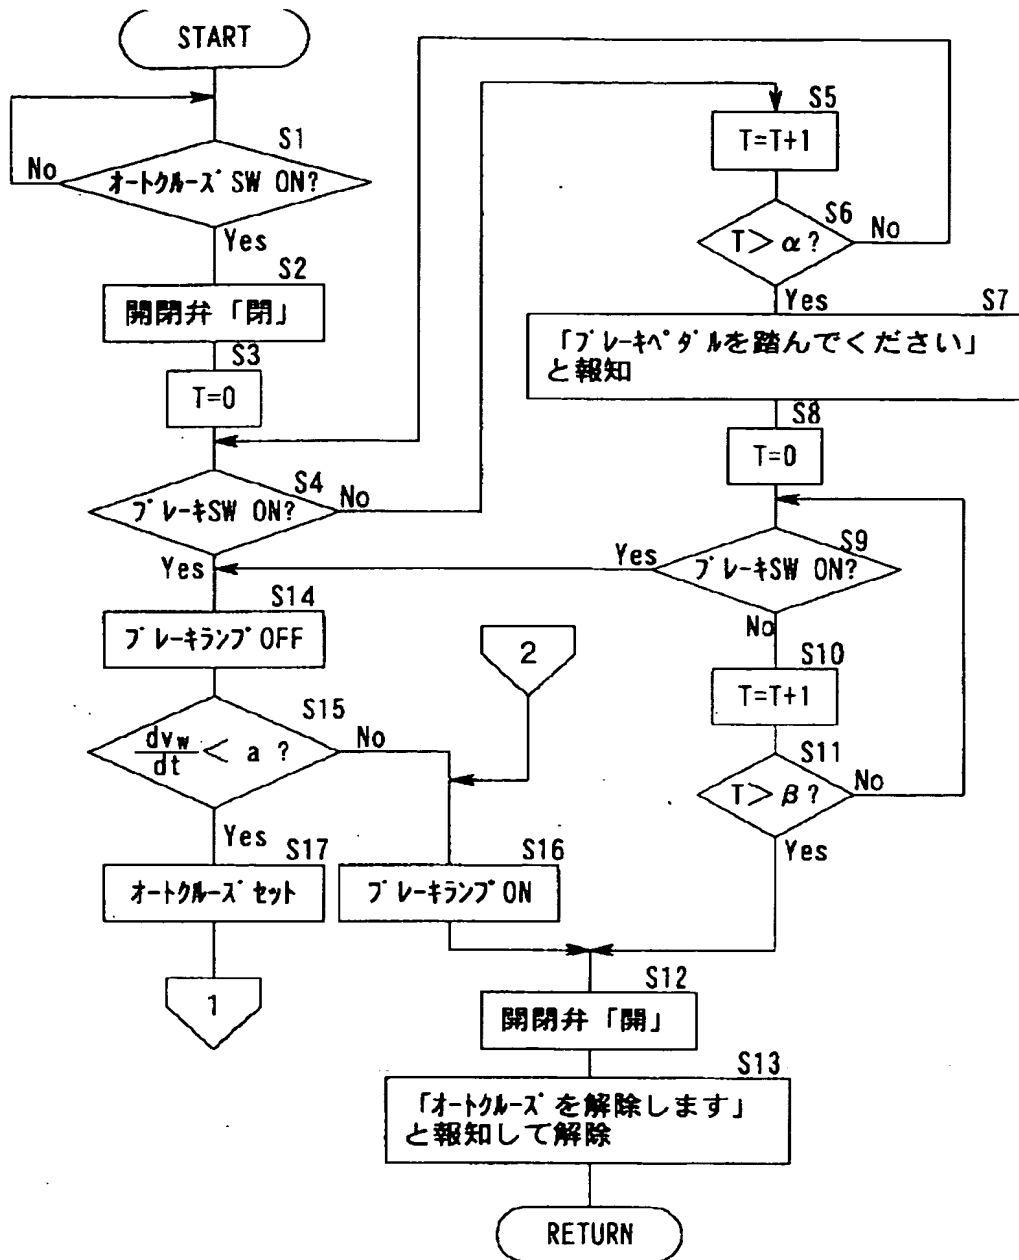 START
S1
No
オートクルーズ SW ON?
Yes
S2
開閉弁「閉」
S3
T=0
S4
No
ブレーキSW ON?
Yes
S14
ブレーキランプOFF
S15
No
dvw
dt
< a ?
Yes
S17
オートクルーズ セット
1
2
S16
ブレーキランプON
S5
T=T+1
S6
No
T>α?
Yes
S7
「ブレーキペダルを踏んでください」
と報知
S8
T=0
S9
Yes
ブレーキSW ON?
No
S10
T=T+1
S11
No
T>β?
Yes
S12
開閉弁「開」
S13
「オートクルーズを解除します」
と報知して解除
RETURN